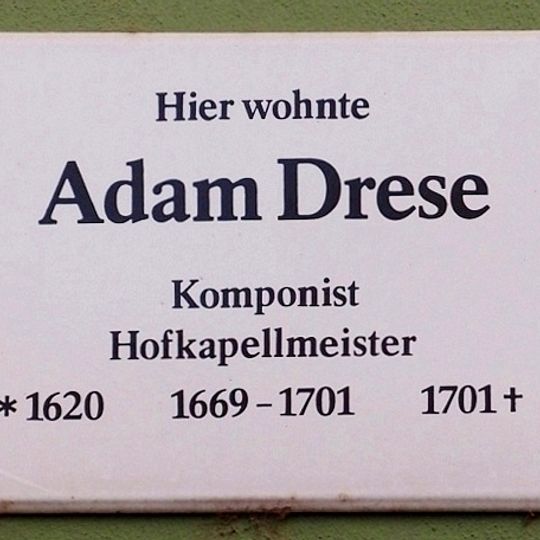 Hier wohnte
Adam Drese
Komponist
Hofkapellmeister
* 1620 1669 – 1701 1701 †